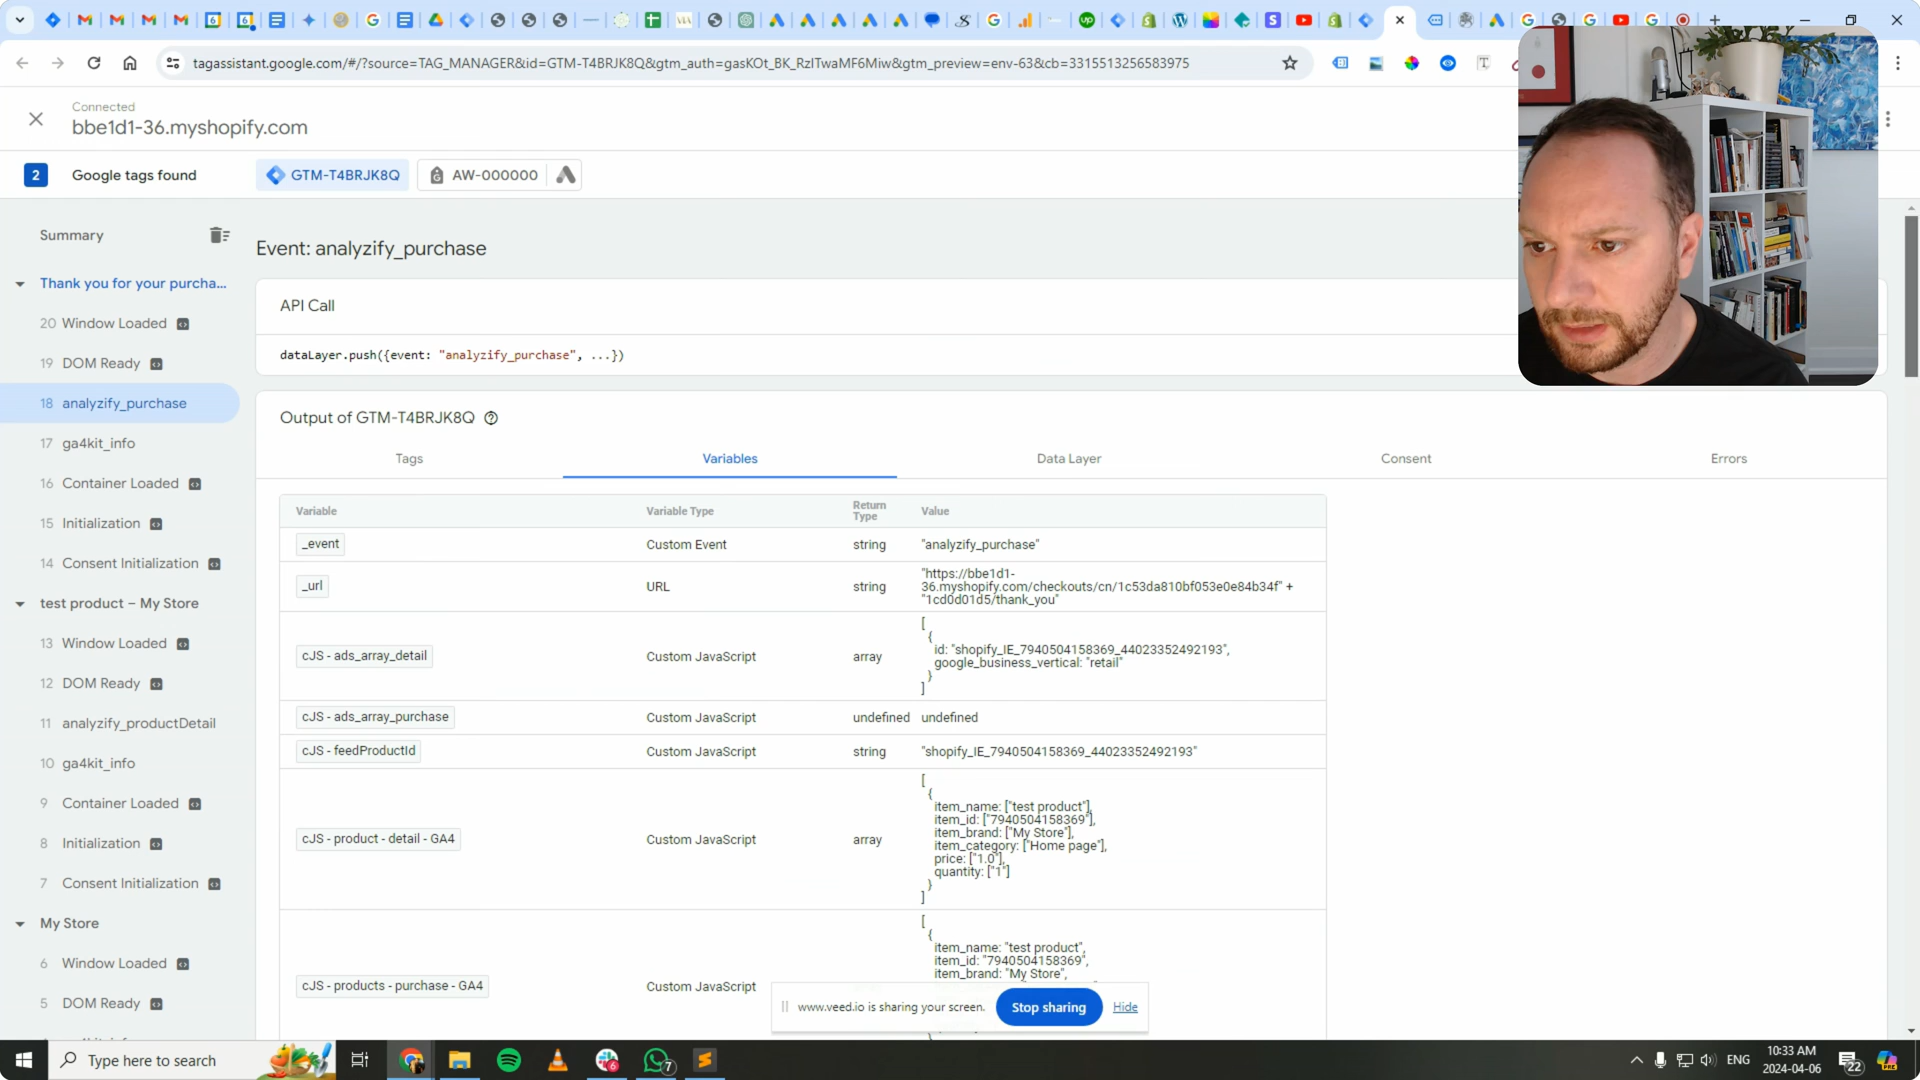 tagassistant.google.com/#/?source=TAG_MANAGER&id=GTM-T4BRJK8Q&gtm_auth=gasKOt_BK_RzITwaMF6Miw&gtm_preview=env-63&cb=3315513256583975
Connected
bbe1d1-36.myshopify.com
2 Google tags found
GTM-T4BRJK8Q
AW-000000
Summary
Thank you for your purcha...
20 Window Loaded
19 DOM Ready
18 analyzify_purchase
17 ga4kit_info
16 Container Loaded
15 Initialization
14 Consent Initialization
test product – My Store
13 Window Loaded
12 DOM Ready
11 analyzify_productDetail
10 ga4kit_info
9 Container Loaded
8 Initialization
7 Consent Initialization
My Store
6 Window Loaded
5 DOM Ready
Event: analyzify_purchase
API Call
dataLayer.push({event: "analyzify_purchase", ...})
Output of GTM-T4BRJK8Q
Tags Variables Data Layer Consent Errors
Variable Variable Type Return Type Value
_event Custom Event string "analyzify_purchase"
_url URL string "https://bbe1d1-
36.myshopify.com/checkouts/cn/1c53da810bf053e0e84b34f" +
"1cd0d01d5/thank_you"
cJS - ads_array_detail Custom JavaScript array
[
{
id: "shopify_IE_7940504158369_44023352492193",
google_business_vertical: "retail"
}
]
cJS - ads_array_purchase Custom JavaScript undefined undefined
cJS - feedProductId Custom JavaScript string "shopify_IE_7940504158369_44023352492193"
cJS - product - detail - GA4 Custom JavaScript array
[
{
item_name: ["test product"],
item_id: ["7940504158369"],
item_brand: ["My Store"],
item_category: ["Home page"],
price: ["1.0"],
quantity: ["1"]
}
]
cJS - products - purchase - GA4 Custom JavaScript
[
{
item_name: "test product",
item_id: "7940504158369",
item_brand: "My Store",
www.veed.io is sharing your screen. Stop sharing Hide
Type here to search
ENG
10:33 AM
2024-04-06
22